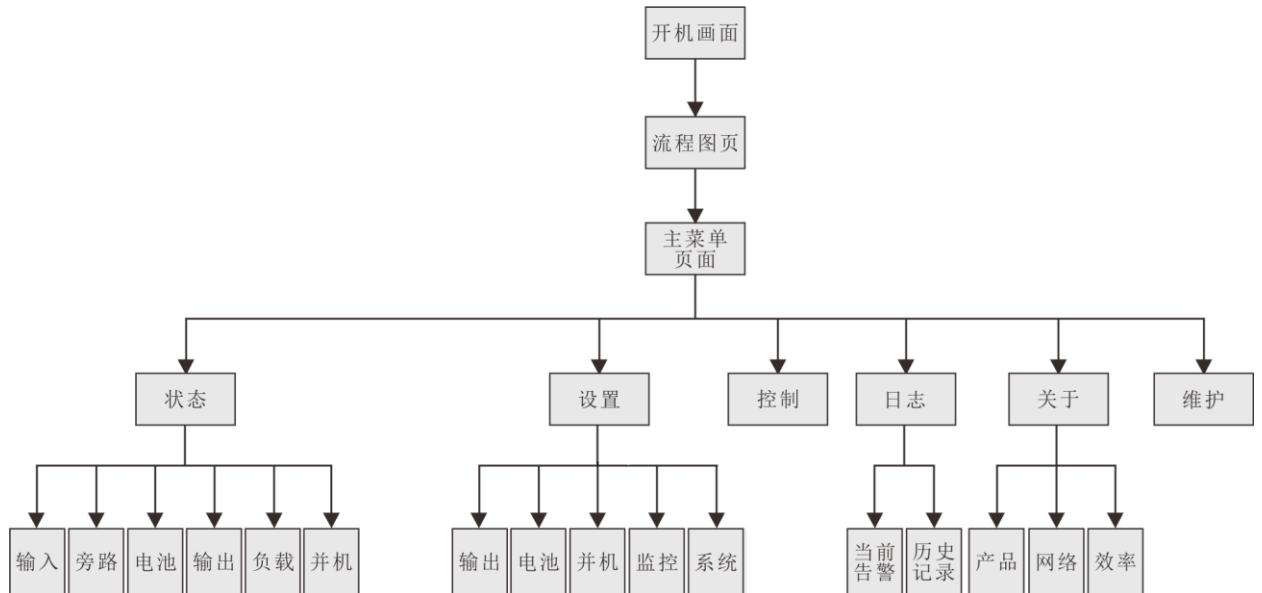 开机画面
流程图页
主菜单
页面
状态
设置
控制
日志
关于
维护
输入
旁路
电池
输出
负载
并机
输出
电池
并机
监控
系统
当前
告警
历史
记录
产品
网络
效率